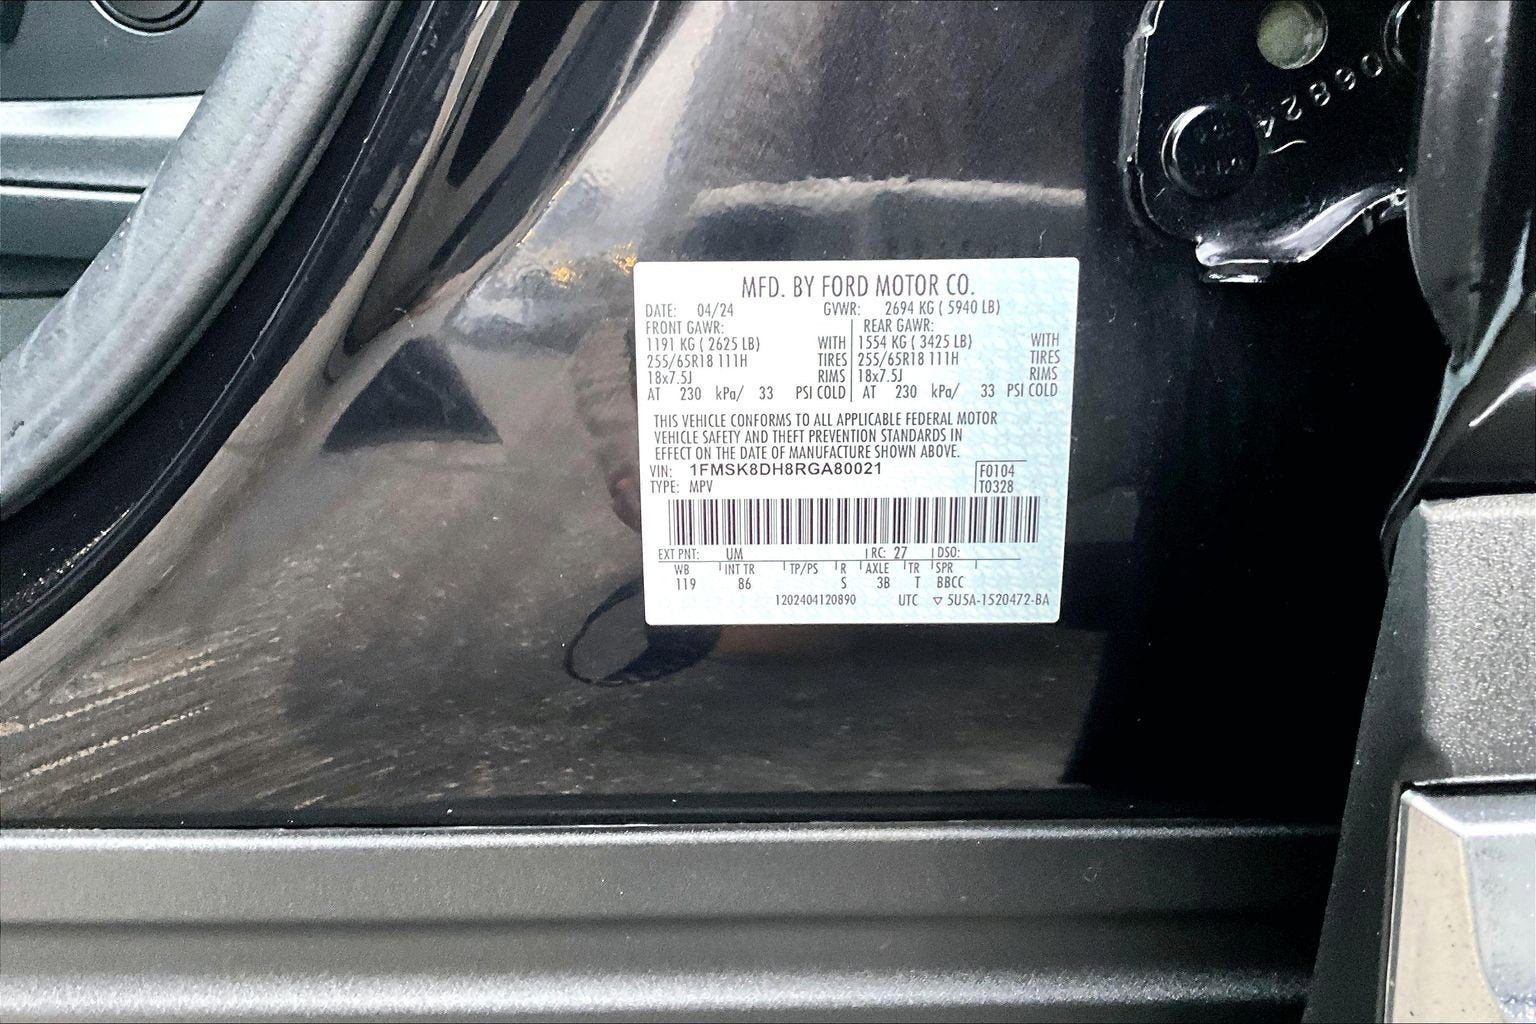 06824
MFD. BY FORD MOTOR CO.
DATE: 04/24 GVWR: 2694 KG ( 5940 LB)
FRONT GAWR: REAR GAWR:
1191 KG ( 2625 LB) WITH 1554 KG ( 3425 LB) WITH
255/65R18 111H TIRES 255/65R18 111H TIRES
18x7.5J RIMS 18x7.5J RIMS
AT 230 kPa/ 33 PSI COLD AT 230 kPa/ 33 PSI COLD
THIS VEHICLE CONFORMS TO ALL APPLICABLE FEDERAL MOTOR
VEHICLE SAFETY AND THEFT PREVENTION STANDARDS IN
EFFECT ON THE DATE OF MANUFACTURE SHOWN ABOVE.
VIN: 1FMSK8DH8RGA80021 F0104
TYPE: MPV T0328
EXT PNT: UM RC: 27 DSO:
WB INT TR TP/PS R AXLE TR SPR
119 86 S 3B T BBCC
1202404120890 UTC ▽ 5U5A-1520472-BA